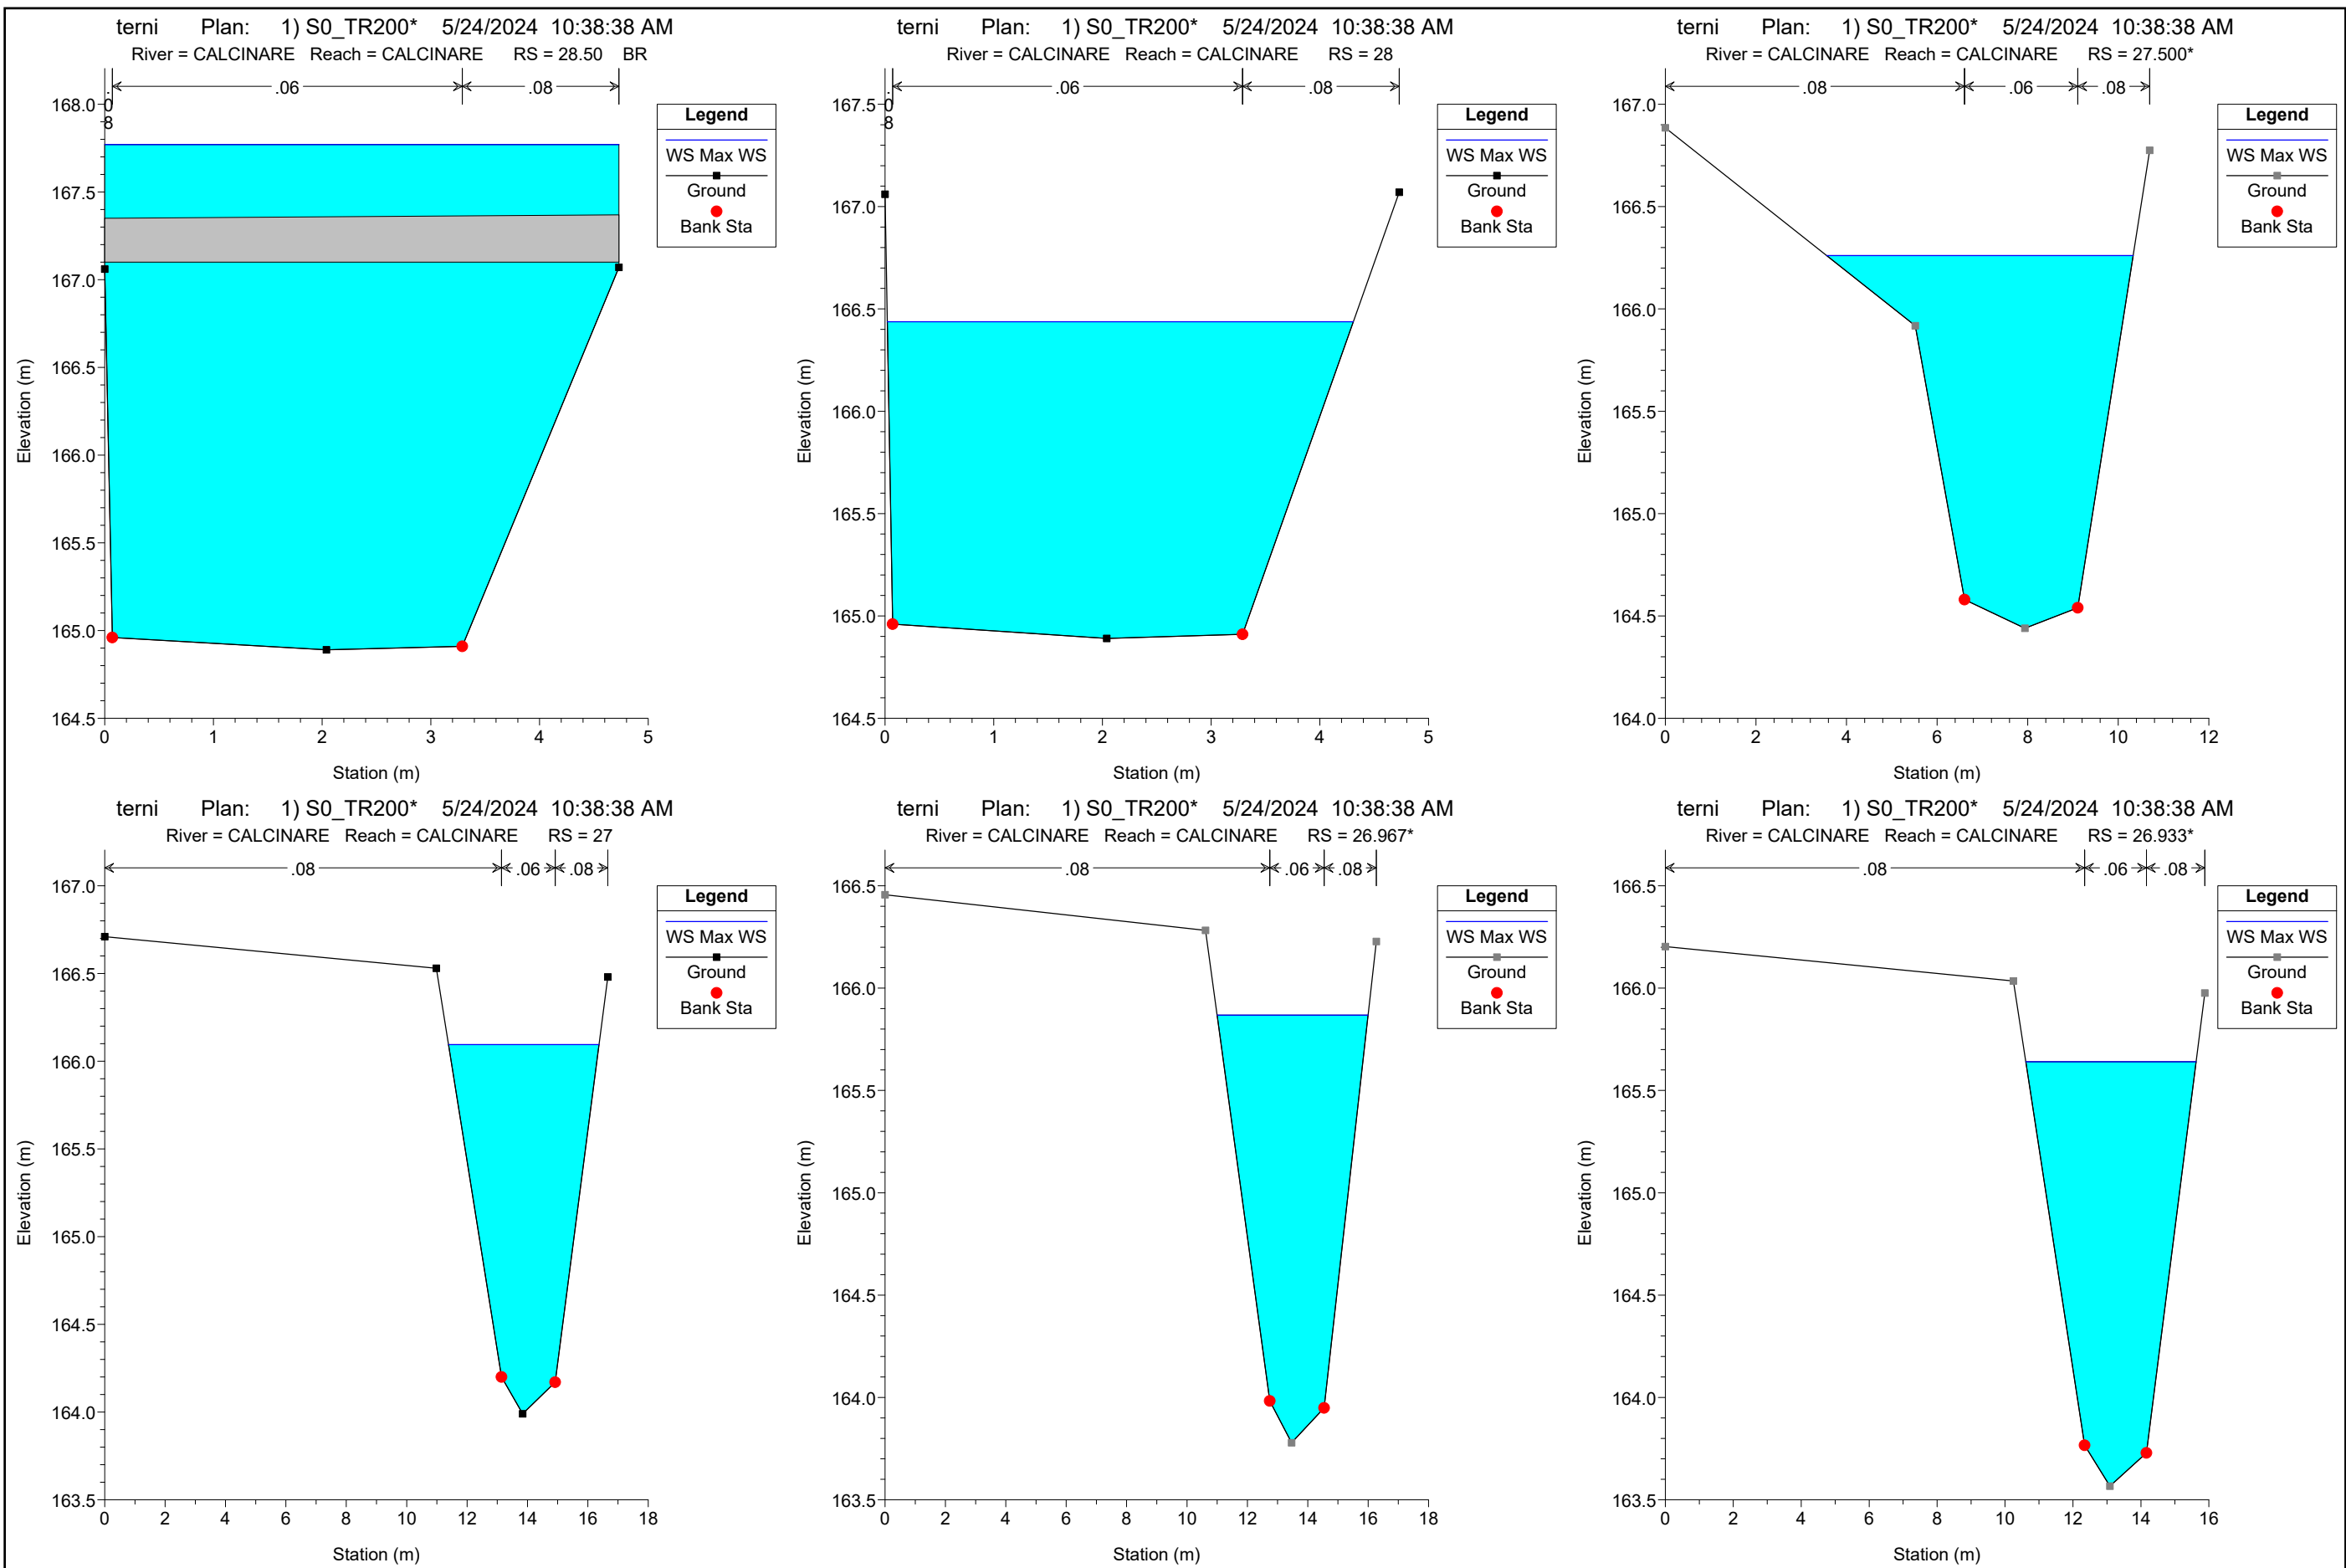 terni Plan: 1) S0_TR200* 5/24/2024 10:38:38 AM
River = CALCINARE Reach = CALCINARE RS = 28.50 BR
.08
.06
.08
168.0
167.5
167.0
166.5
166.0
165.5
165.0
164.5
Elevation (m)
0 1 2 3 4 5
Station (m)
Legend
WS Max WS
Ground
Bank Sta
terni Plan: 1) S0_TR200* 5/24/2024 10:38:38 AM
River = CALCINARE Reach = CALCINARE RS = 28
.08
.06
.08
167.5
167.0
166.5
166.0
165.5
165.0
164.5
Elevation (m)
0 1 2 3 4 5
Station (m)
Legend
WS Max WS
Ground
Bank Sta
terni Plan: 1) S0_TR200* 5/24/2024 10:38:38 AM
River = CALCINARE Reach = CALCINARE RS = 27.500*
.08
.06
.08
167.0
166.5
166.0
165.5
165.0
164.5
164.0
Elevation (m)
0 2 4 6 8 10 12
Station (m)
Legend
WS Max WS
Ground
Bank Sta
terni Plan: 1) S0_TR200* 5/24/2024 10:38:38 AM
River = CALCINARE Reach = CALCINARE RS = 27
.08
.06
.08
167.0
166.5
166.0
165.5
165.0
164.5
164.0
163.5
Elevation (m)
0 2 4 6 8 10 12 14 16 18
Station (m)
Legend
WS Max WS
Ground
Bank Sta
terni Plan: 1) S0_TR200* 5/24/2024 10:38:38 AM
River = CALCINARE Reach = CALCINARE RS = 26.967*
.08
.06
.08
166.5
166.0
165.5
165.0
164.5
164.0
163.5
Elevation (m)
0 2 4 6 8 10 12 14 16 18
Station (m)
Legend
WS Max WS
Ground
Bank Sta
terni Plan: 1) S0_TR200* 5/24/2024 10:38:38 AM
River = CALCINARE Reach = CALCINARE RS = 26.933*
.08
.06
.08
166.5
166.0
165.5
165.0
164.5
164.0
163.5
Elevation (m)
0 2 4 6 8 10 12 14 16
Station (m)
Legend
WS Max WS
Ground
Bank Sta